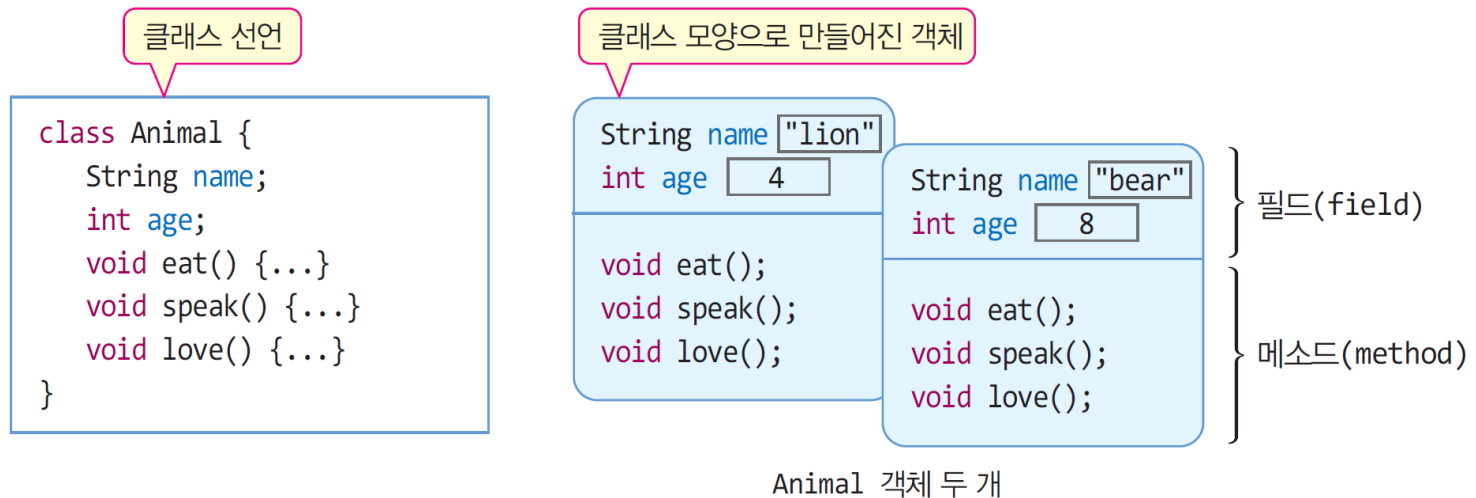 클래스 선언
class Animal {
String name;
int age;
void eat() {...}
void speak() {...}
void love() {...}
}
클래스 모양으로 만들어진 객체
String name "lion"
int age 4
void eat();
void speak();
void love();
String name "bear"
int age 8
void eat();
void speak();
void love();
필드(field)
메소드(method)
Animal 객체 두 개